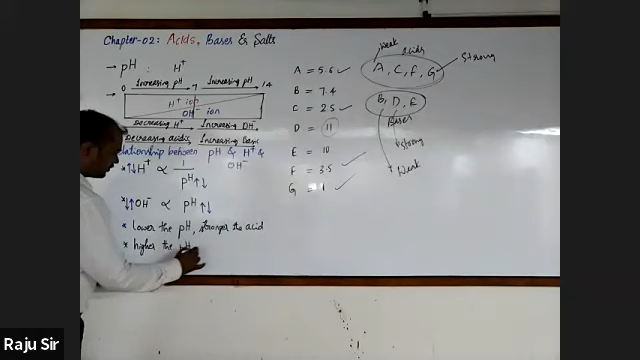 Chapter-02: Acids, Bases & Salts
→ pH : H⁺
→ 0 Increasing pH 7 Increasing pH 14
H⁺ ion
OH⁻ ion
Decreasing H⁺ Increasing OH⁻
Decreasing acidic Increasing basic
Relationship between pH & H⁺ & OH⁻
* ↑↓ H⁺ ∝ 1/pH ↑↓
* ↓↑ OH⁻ ∝ pH ↑↓
* lower the pH, stronger the acid
* higher the pH
A = 5.6 ✓
B = 7.4
C = 2.5 ✓
D = 11
E = 10
F = 3.5 ✓
G = 1 ✓
weak acids
A, C, F, G Strong
B, D, E
Bases
strong
Weak
Raju Sir